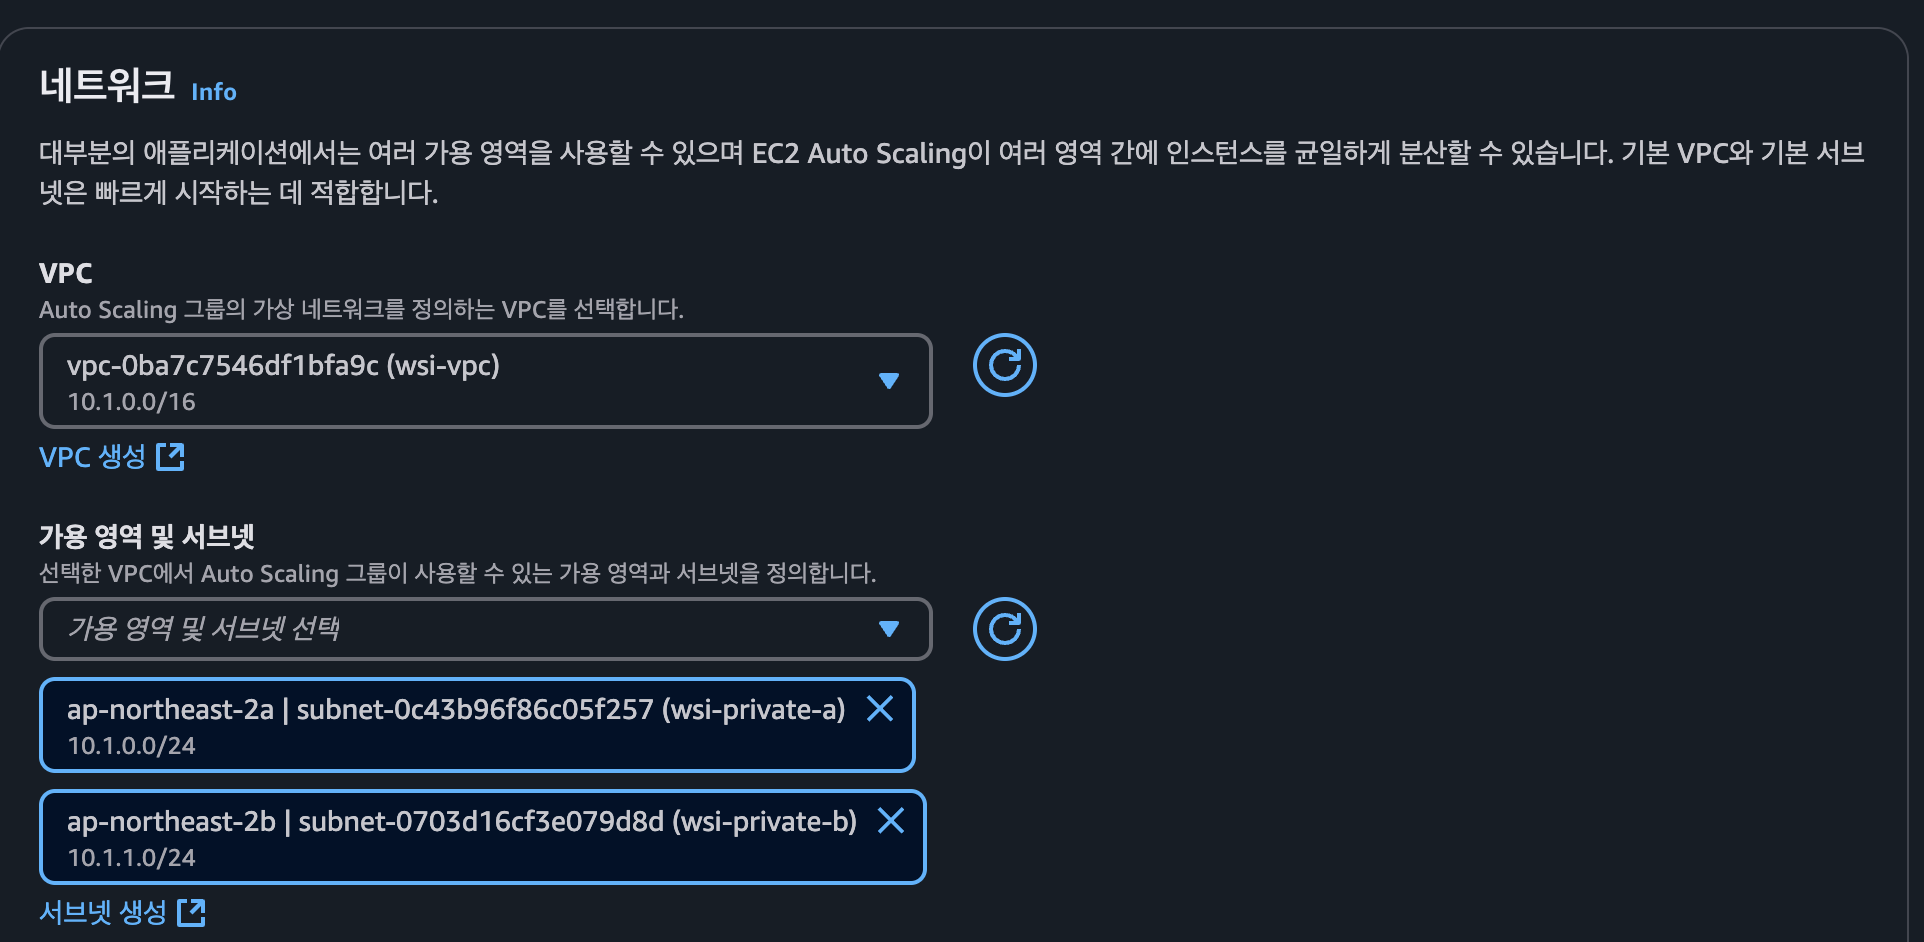 네트워크 Info
대부분의 애플리케이션에서는 여러 가용 영역을 사용할 수 있으며 EC2 Auto Scaling이 여러 영역 간에 인스턴스를 균일하게 분산할 수 있습니다. 기본 VPC와 기본 서브
넷은 빠르게 시작하는 데 적합합니다.
VPC
Auto Scaling 그룹의 가상 네트워크를 정의하는 VPC를 선택합니다.
vpc-0ba7c7546df1bfa9c (wsi-vpc)
10.1.0.0/16
VPC 생성
가용 영역 및 서브넷
선택한 VPC에서 Auto Scaling 그룹이 사용할 수 있는 가용 영역과 서브넷을 정의합니다.
가용 영역 및 서브넷 선택
ap-northeast-2a | subnet-0c43b96f86c05f257 (wsi-private-a)
10.1.0.0/24
ap-northeast-2b | subnet-0703d16cf3e079d8d (wsi-private-b)
10.1.1.0/24
서브넷 생성